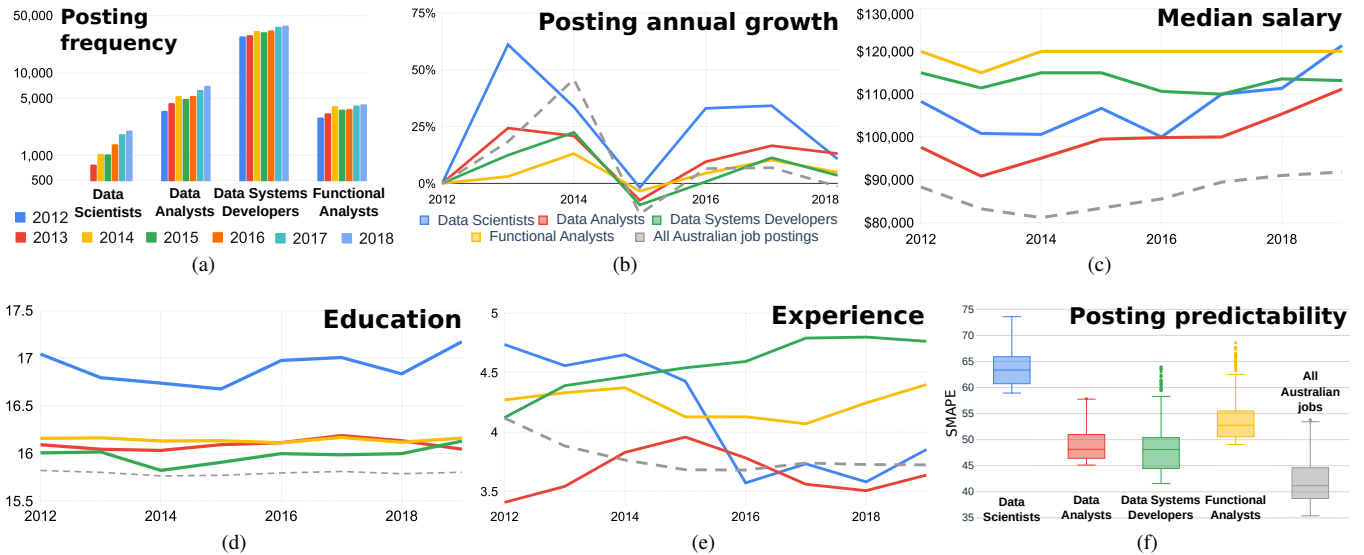 Posting
frequency
50,000
10,000
5,000
1,000
500
Data
Scientists
Data
Analysts
Data Systems
Developers
Functional
Analysts
2012
2013
2014
2015
2016
2017
2018
(a)
Posting annual growth
75%
50%
25%
0%
2012
2014
2016
2018
Data Scientists
Data Analysts
Data Systems Developers
Functional Analysts
All Australian job postings
(b)
Median salary
$130,000
$120,000
$110,000
$100,000
$90,000
$80,000
2012
2014
2016
2018
(c)
Education
17.5
17
16.5
16
15.5
2012
2014
2016
2018
(d)
Experience
5
4.5
4
3.5
2012
2014
2016
2018
(e)
Posting predictability
SMAPE
75
70
65
60
55
50
45
40
35
Data
Scientists
Data
Analysts
Data Systems
Developers
Functional
Analysts
All
Australian
jobs
(f)